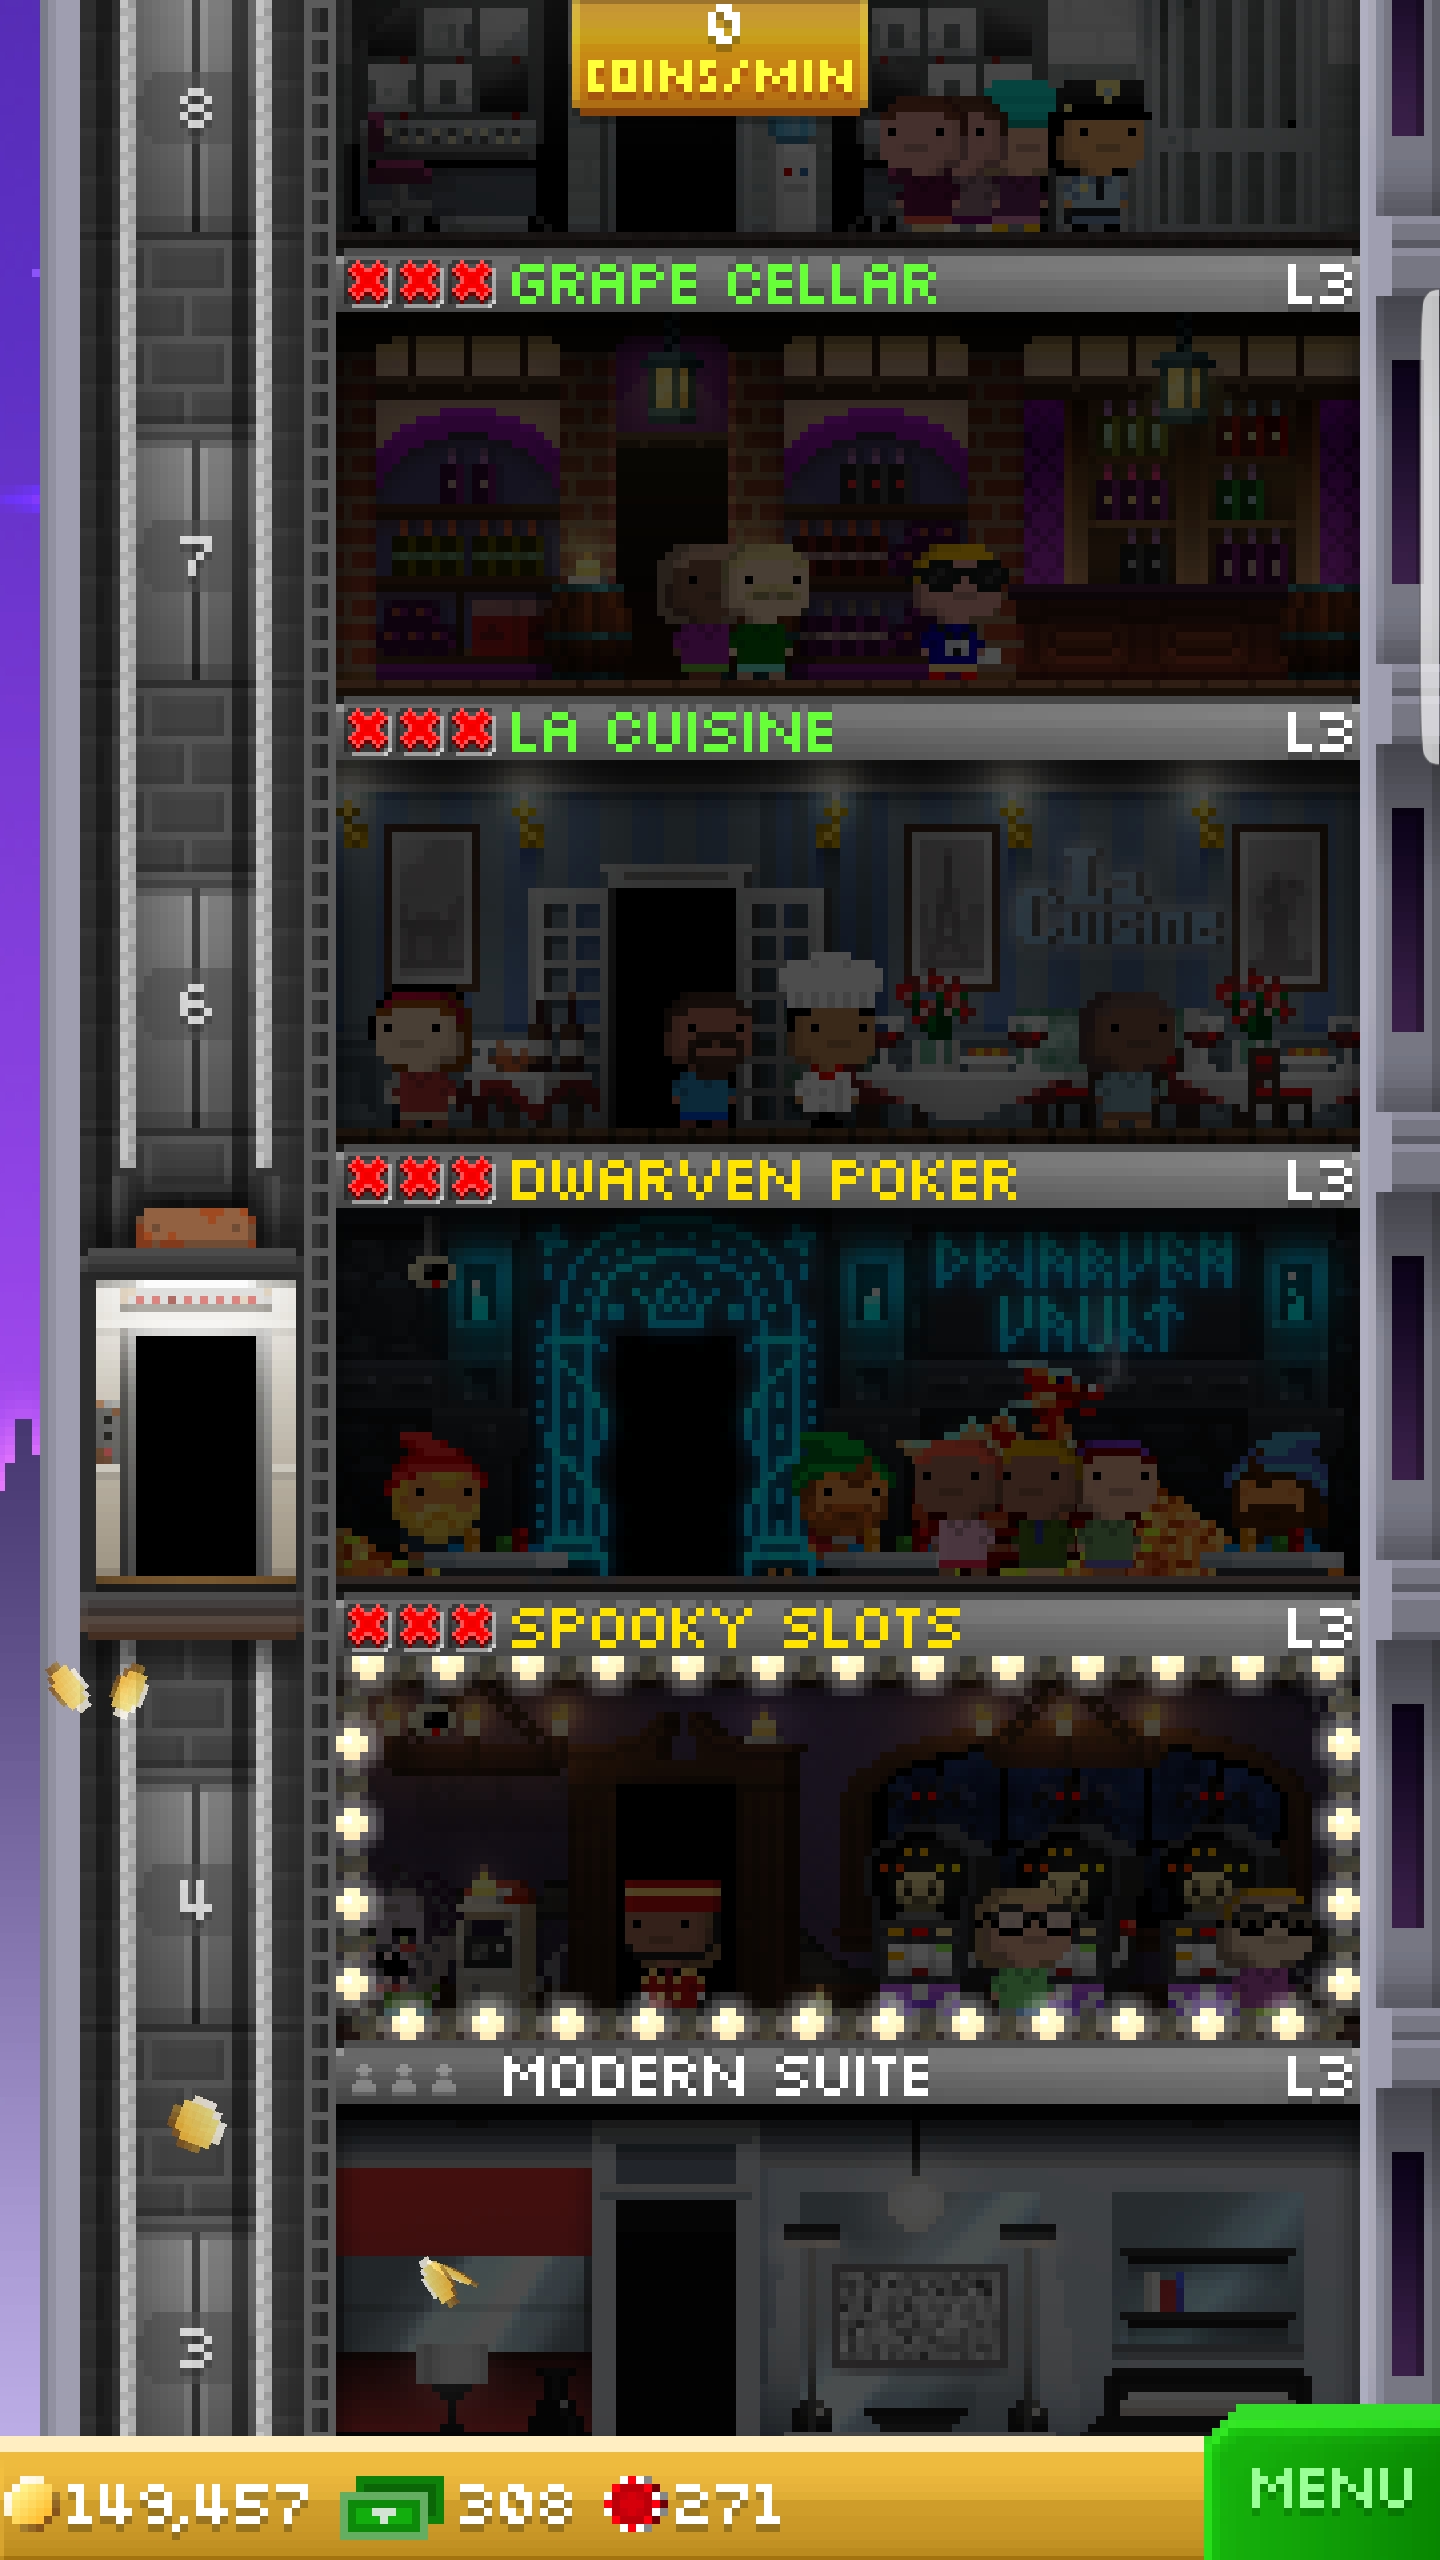 0
COINS/MIN
8
GRAPE CELLAR L3
7
LA CUISINE L3
La
Cuisine
6
DWARVEN POKER L3
DWARVEN
VAULT
SPOOKY SLOTS L3
4
MODERN SUITE L3
3
149,457 308 271
MENU